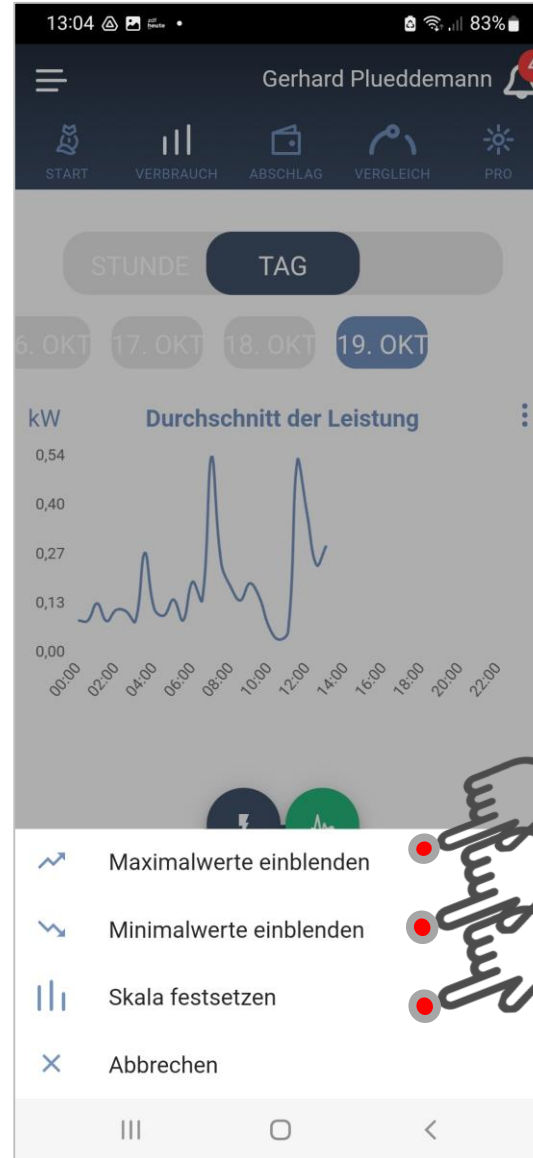 13:04 83%
Gerhard Plueddemann 4
START VERBRAUCH ABSCHLAG VERGLEICH PRO
STUNDE TAG
6. OKT 17. OKT 18. OKT 19. OKT
kW Durchschnitt der Leistung
0,54
0,40
0,27
0,13
0,00
00:00 02:00 04:00 06:00 08:00 10:00 12:00 14:00 16:00 18:00 20:00 22:00
Maximalwerte einblenden
Minimalwerte einblenden
Skala festsetzen
Abbrechen